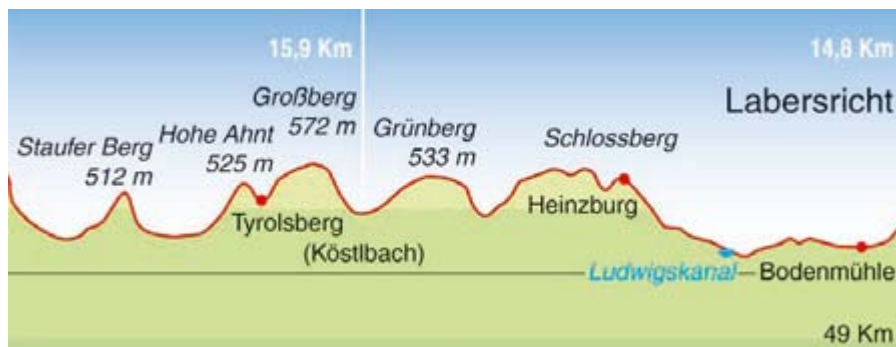 15,9 Km
14,8 Km
Großberg
572 m
Labersricht
Hohe Ahnt
525 m
Grünberg
533 m
Schlossberg
Staufer Berg
512 m
Tyrolsberg
(Köstlbach)
Heinzburg
Ludwigskanal
Bodenmühle
49 Km